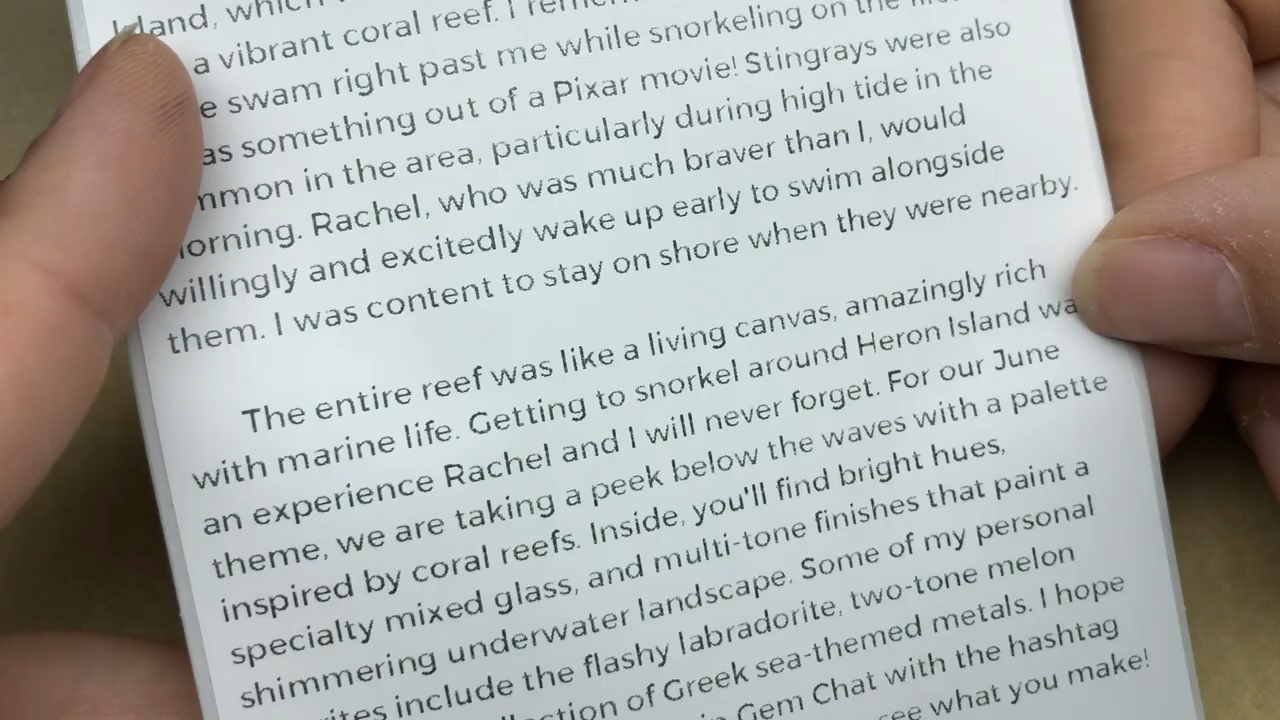 Island, which
a vibrant coral reef. I
swam right past me while snorkeling on the
something out of a Pixar movie! Stingrays were also
in the area, particularly during high tide in the
Rachel, who was much braver than I, would
willingly and excitedly wake up early to swim alongside
them. I was content to stay on shore when they were nearby.
The entire reef was like a living canvas, amazingly rich
with marine life. Getting to snorkel around Heron Island
an experience Rachel and I will never forget. For our June
theme, we are taking a peek below the waves with a palette
inspired by coral reefs. Inside, you'll find bright hues,
specialty mixed glass, and multi-tone finishes that paint a
shimmering underwater landscape. Some of my personal
include the flashy labradorite, two-tone melon
of Greek sea-themed metals. I hope
Gem Chat with the hashtag
see what you make!